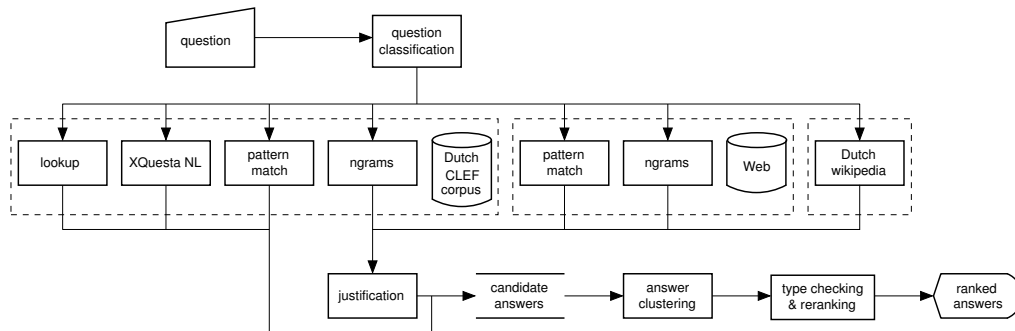 question
question
classification
lookup
XQuesta NL
pattern
match
ngrams
Dutch
CLEF
corpus
pattern
match
ngrams
Web
Dutch
wikipedia
justification
candidate
answers
answer
clustering
type checking
& reranking
ranked
answers